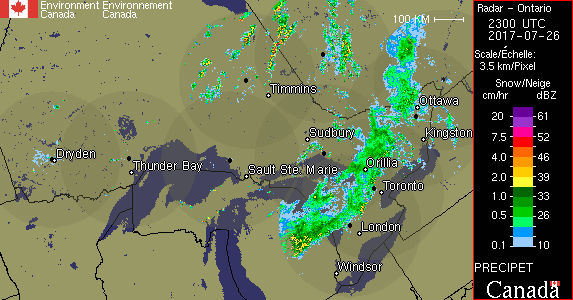 Environment Environnement
Canada Canada
100 KM
Timmins
Ottawa
Sudbury
Kingston
Dryden
Thunder Bay
Sault Ste. Marie
Orillia
Toronto
London
Windsor
Radar - Ontario
2300 UTC
2017-07-26
Scale/Échelle:
3.5 km/Pixel
Snow/Neige
cm/hr dBZ
20 61
7.5 52
4.0 46
2.0 39
1.0 33
0.5 26
0.1 10
PRECIPET
Canada